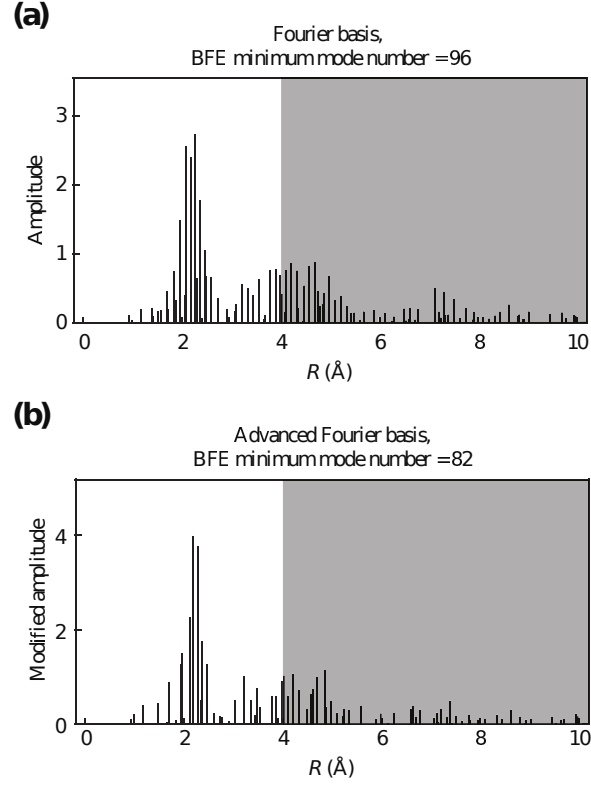 (a)
Fourier basis,
BFE minimum mode number = 96
Amplitude
3
2
1
0
0 2 4 6 8 10
R (Å)
(b)
Advanced Fourier basis,
BFE minimum mode number = 82
Modified amplitude
4
2
0
0 2 4 6 8 10
R (Å)